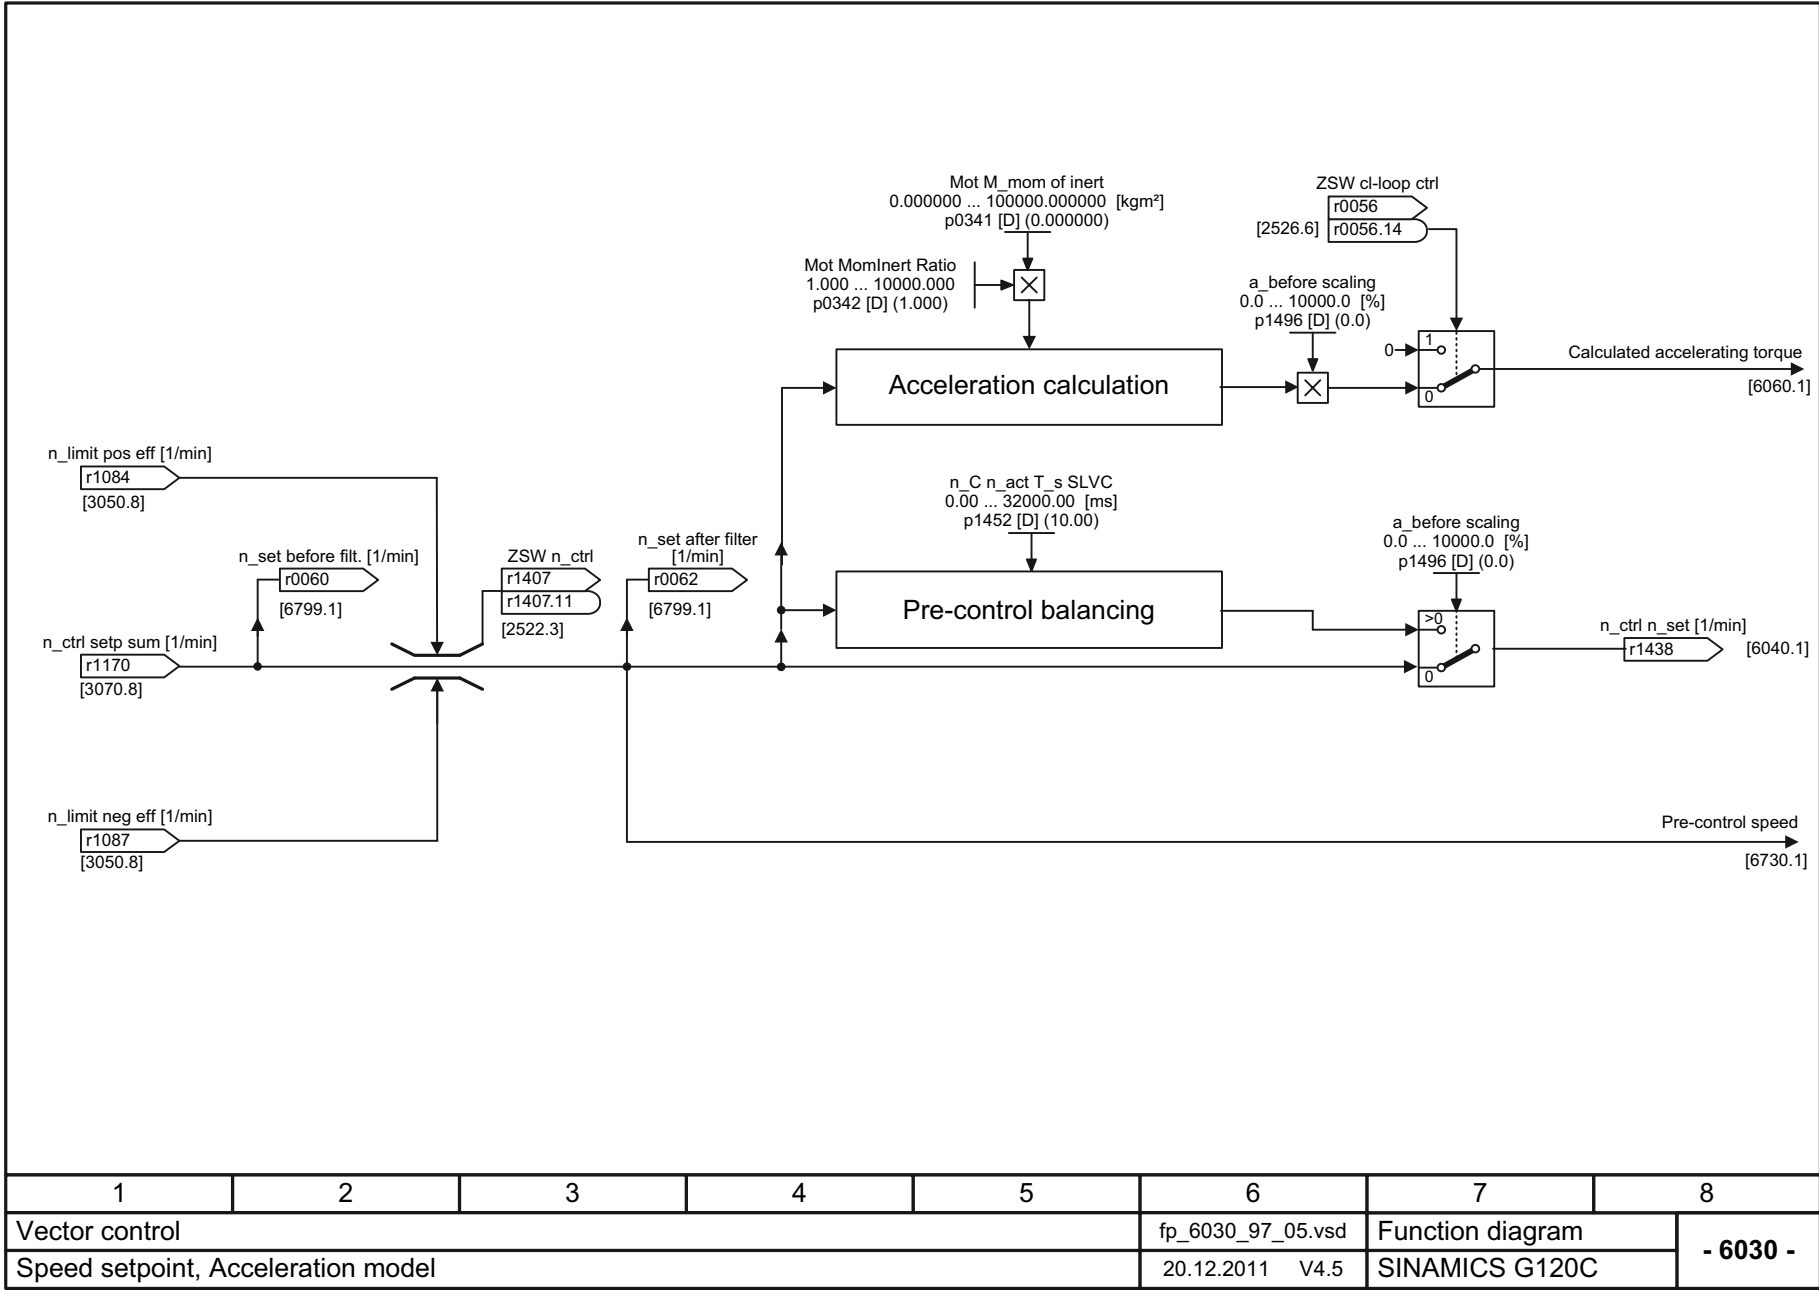 Mot M_mom of inert
0.000000 ... 100000.000000 [kgm²]
p0341 [D] (0.000000)
ZSW cl-loop ctrl
r0056
[2526.6] r0056.14
Mot MomInert Ratio
1.000 ... 10000.000
p0342 [D] (1.000)
a_before scaling
0.0 ... 10000.0 [%]
p1496 [D] (0.0)
1
0
0
Acceleration calculation
Calculated accelerating torque
[6060.1]
n_limit pos eff [1/min]
r1084
[3050.8]
n_C n_act T_s SLVC
0.00 ... 32000.00 [ms]
p1452 [D] (10.00)
n_set before filt. [1/min]
r0060
[6799.1]
ZSW n_ctrl
r1407
r1407.11
[2522.3]
n_set after filter
[1/min]
r0062
[6799.1]
a_before scaling
0.0 ... 10000.0 [%]
p1496 [D] (0.0)
Pre-control balancing
>0
0
n_ctrl setp sum [1/min]
r1170
[3070.8]
n_ctrl n_set [1/min]
r1438 [6040.1]
n_limit neg eff [1/min]
r1087
[3050.8]
Pre-control speed
[6730.1]
1 2 3 4 5 6 7 8
Vector control
fp_6030_97_05.vsd
Function diagram
- 6030 -
Speed setpoint, Acceleration model
20.12.2011 V4.5
SINAMICS G120C